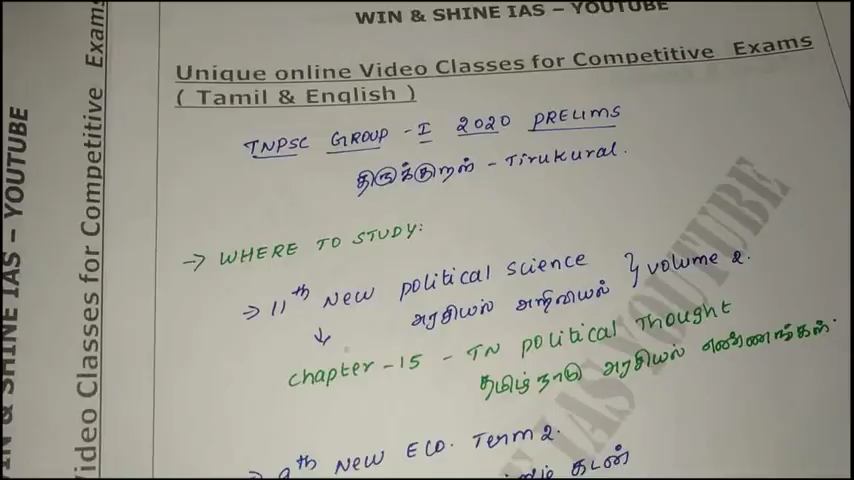 WIN & SHINE IAS – YOUTUBE
Unique online Video Classes for Competitive Exams
( Tamil & English )
TNPSC GROUP - I 2020 PRELIMS
திருக்குறள் - Tirukural.
→ WHERE TO STUDY:
→ 11th New political science } volume 2.
அரசியல் அறிவியல்
↓
chapter - 15 - TN political Thought
தமிழ்நாடு அரசியல் எண்ணங்கள்.
→ 9th New ECO. Term 2.
கடன்
IN & SHINE IAS – YOUTUBE
Video Classes for Competitive Exams
IAS YOUTUBE